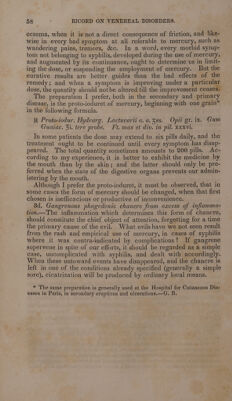 58 RICORD ON VENEREAL DISORDERS.
eczema, when it is not a direct consequence of friction, and like-
wise in every bad symptom at all referable to mercury, such as
wandering pains, tremors, &c. In a word, every morbid symp-
tom not belonging to syphilis, developed during the use of mercury,
and augmented by its continuance, ought to determine us in limit-
ing the dose, or suspending the employment of mercury. But the
curative results are better guides than the bad effects of the
remedy; and when a symptom is improving under a particular
dose, the quantity should not be altered till the improvement ceases.
The preparation I prefer, both in the secondary and primary
disease, is the proto-ioduret of mercury, beginning with one grain*
in the following formula.
℞ Proto-iobur. Hydrarg. Lactucarii a. a. ʒss. Opii gr. ix. Gum
Guaiac. ℨi. tere probe. Ft. mas et div. in pil. xxxvi.
In some patients the dose may extend to six pills daily, and the
treatment ought to be continued until every symptom has disap-
peared. The total quantity sometimes amounts to 200 pills. Ac-
cording to my experience, it is better to exhibit the medicine by
the mouth than by the skin; and the latter should only be pre-
ferred when the state of the digestive organs prevents our admin-
istering by the mouth.
Although I prefer the proto-ioduret, it must be observed, that in
some cases the form of mercury should be changed, when that first
chosen is inefficacious or productive of inconvenience.
3d. Gangrenous phagedenic chancre from excess of inflamma-
tion.—The inflammation which determines this form of chancre,
should constitute the chief object of attention, forgetting for a time
the primary cause of the evil. What evils have we not seen result
from the rash and empirical use of mercury, in cases of syphilis
where it was contra-indicated by complications! If gangrene
supervene in spite of our efforts, it should be regarded as a simple
case, uncomplicated with syphilis, and dealt with accordingly.
When these untoward events have disappeared, and the chancre is
left in one of the conditions already specified (generally a simple
sore), cicatrization will be produced by ordinary local means.
* The same preparation is generally used at the Hospital for Cutaneous Dis-
eases in Paris, in secondary eruptions and ulcerations.—G. B.